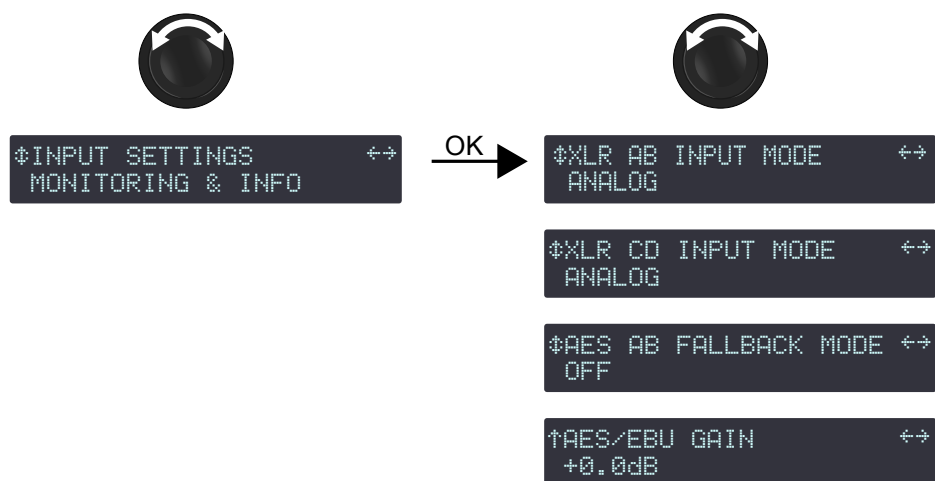 ↕INPUT SETTINGS ↔
MONITORING & INFO
OK
↕XLR AB INPUT MODE ↔
ANALOG
↕XLR CD INPUT MODE ↔
ANALOG
↕AES AB FALLBACK MODE ↔
OFF
↑AES/EBU GAIN ↔
+0.0dB